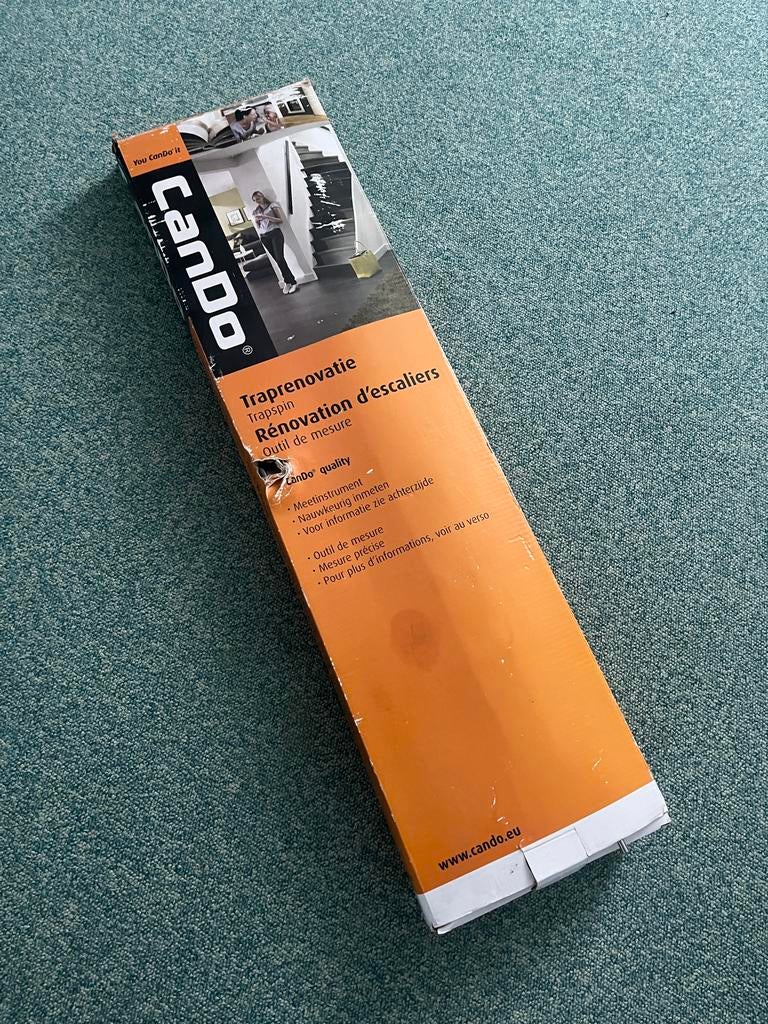 You CanDo® it
CanDo®
Traprenovatie
Trapspin
Rénovation d'escaliers
Outil de mesure
CanDo® quality
· Meetinstrument
· Nauwkeurig inmeten
· Voor informatie zie achterzijde
· Outil de mesure
· Mesure précise
· Pour plus d'informations, voir au verso
www.cando.eu